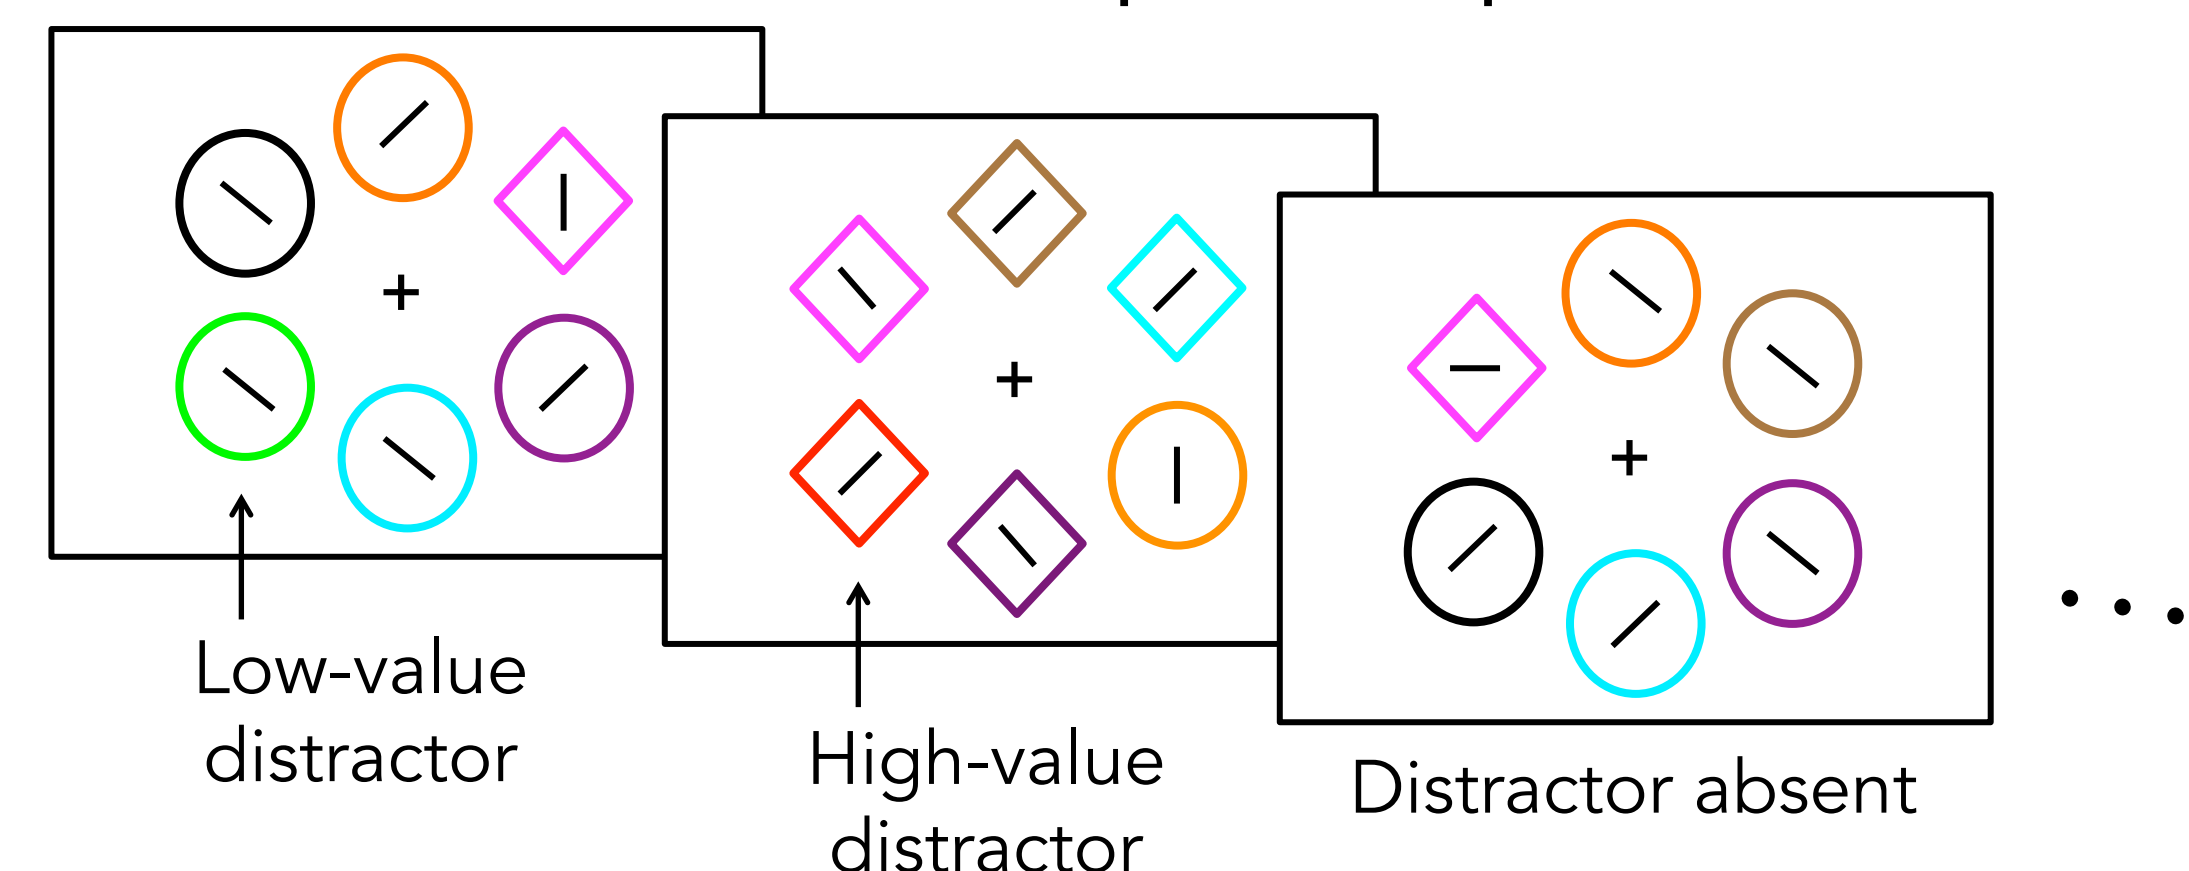 Low-value
distractor
High-value
distractor
Distractor absent